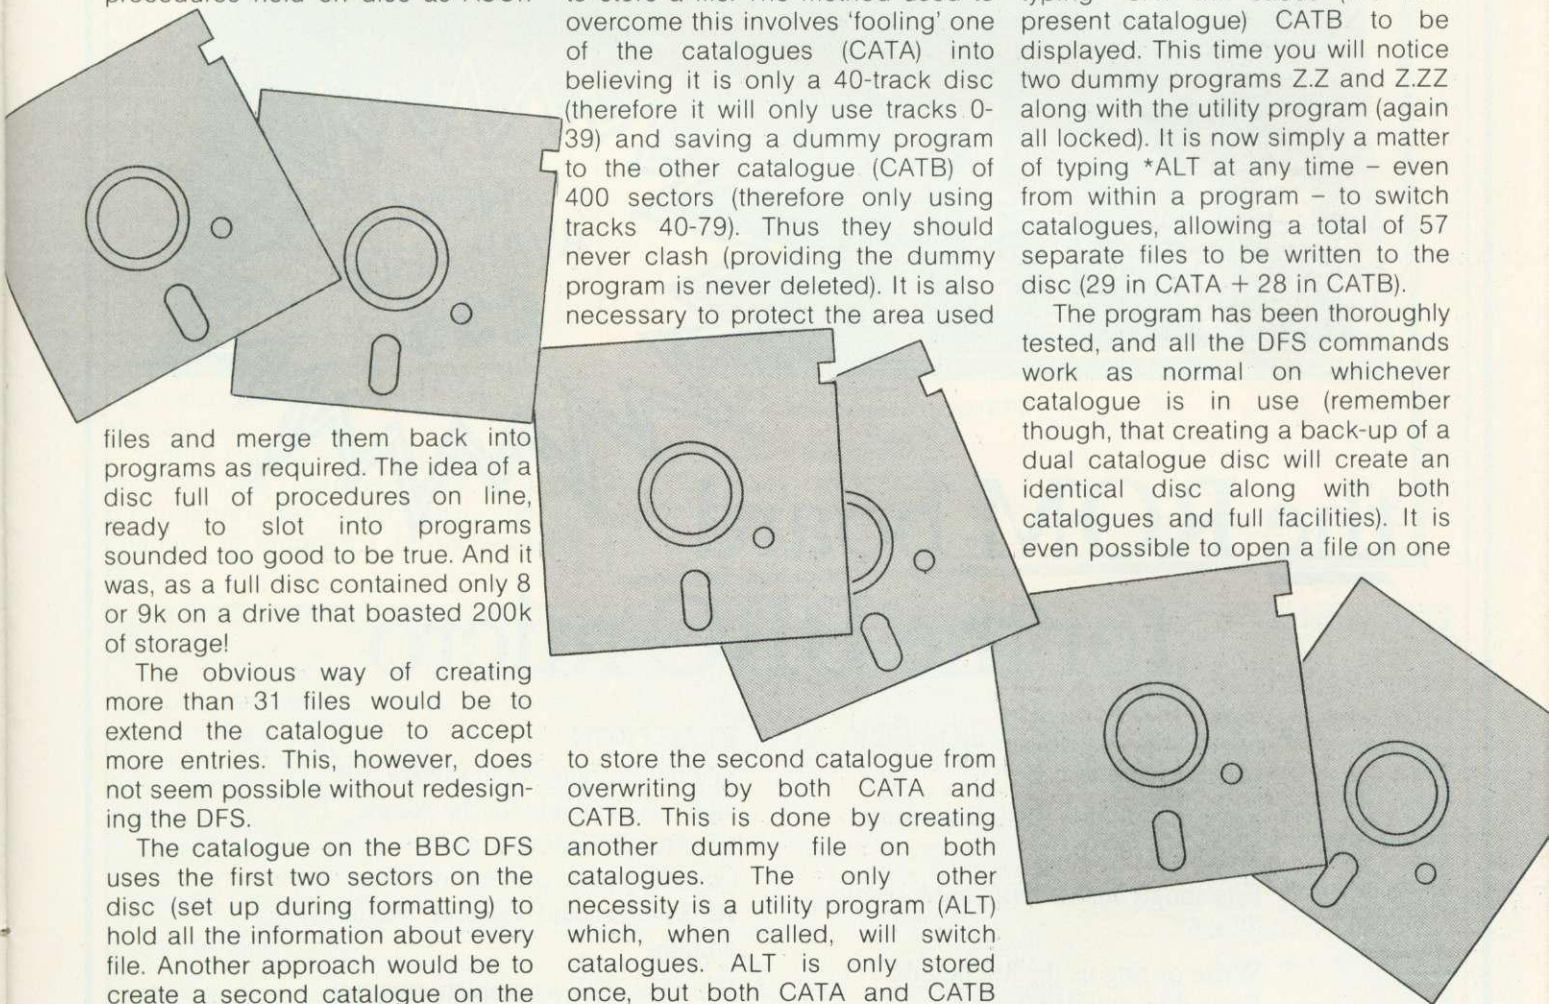 files and merge them back into
programs as required. The idea of a
disc full of procedures on line,
ready to slot into programs
sounded too good to be true. And it
was, as a full disc contained only 8
or 9k on a drive that boasted 200k
of storage!
The obvious way of creating
more than 31 files would be to
extend the catalogue to accept
more entries. This, however, does
not seem possible without redesign-
ing the DFS.
The catalogue on the BBC DFS
uses the first two sectors on the
disc (set up during formatting) to
hold all the information about every
file. Another approach would be to
create a second catalogue on the
overcome this involves ‘fooling’ one
of the catalogues (CATA) into
believing it is only a 40-track disc
(therefore it will only use tracks 0-
39) and saving a dummy program
to the other catalogue (CATB) of
400 sectors (therefore only using
tracks 40-79). Thus they should
never clash (providing the dummy
program is never deleted). It is also
necessary to protect the area used
to store the second catalogue from
overwriting by both CATA and
CATB. This is done by creating
another dummy file on both
catalogues. The only other
necessity is a utility program (ALT)
which, when called, will switch
catalogues. ALT is only stored
once, but both CATA and CATB
present catalogue) CATB to be
displayed. This time you will notice
two dummy programs Z.Z and Z.ZZ
along with the utility program (again
all locked). It is now simply a matter
of typing *ALT at any time – even
from within a program – to switch
catalogues, allowing a total of 57
separate files to be written to the
disc (29 in CATA + 28 in CATB).
The program has been thoroughly
tested, and all the DFS commands
work as normal on whichever
catalogue is in use (remember
though, that creating a back-up of a
dual catalogue disc will create an
identical disc along with both
catalogues and full facilities). It is
even possible to open a file on one